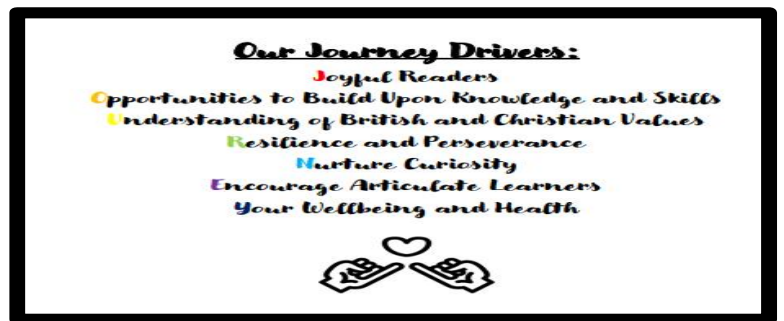 Our Journey Drivers:
Joyful Readers
Opportunities to Build Upon Knowledge and Skills
Understanding of British and Christian Values
Resilience and Perseverance
Nurture Curiosity
Encourage Articulate Learners
Your Wellbeing and Health